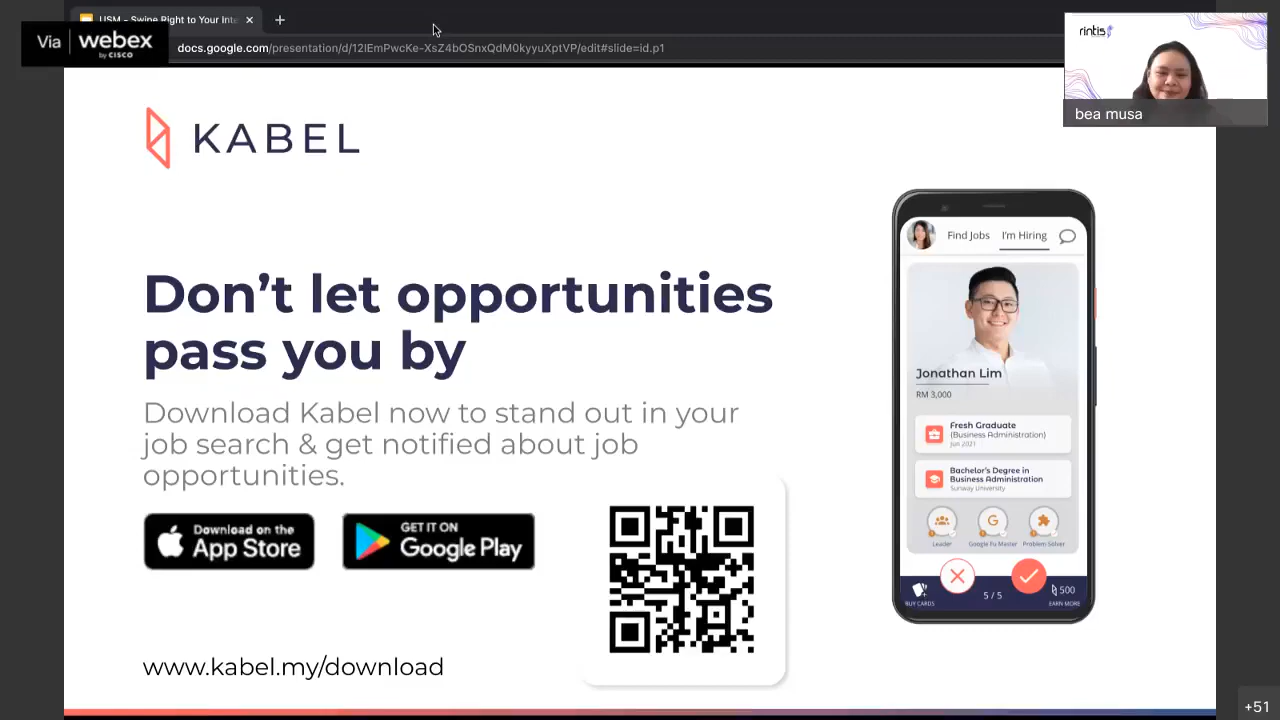 USM - Swipe Right to Your Inte
Via webex
by CISCO
docs.google.com/presentation/d/12lEmPwcKe-XsZ4bOSnxQdM0kyyuXptVP/edit#slide=id.p1
rintis
bea musa
KABEL
Don't let opportunities
pass you by
Download Kabel now to stand out in your
job search & get notified about job
opportunities.
Download on the
App Store
GET IT ON
Google Play
www.kabel.my/download
Find Jobs I'm Hiring
Jonathan Lim
RM 3,000
Fresh Graduate
(Business Administration)
Jan 2021
Bachelor's Degree in
Business Administration
Sunway University
Leader Google Fu Master Problem Solver
BUY CARDS 5 / 5 500
EARN MORE
+51